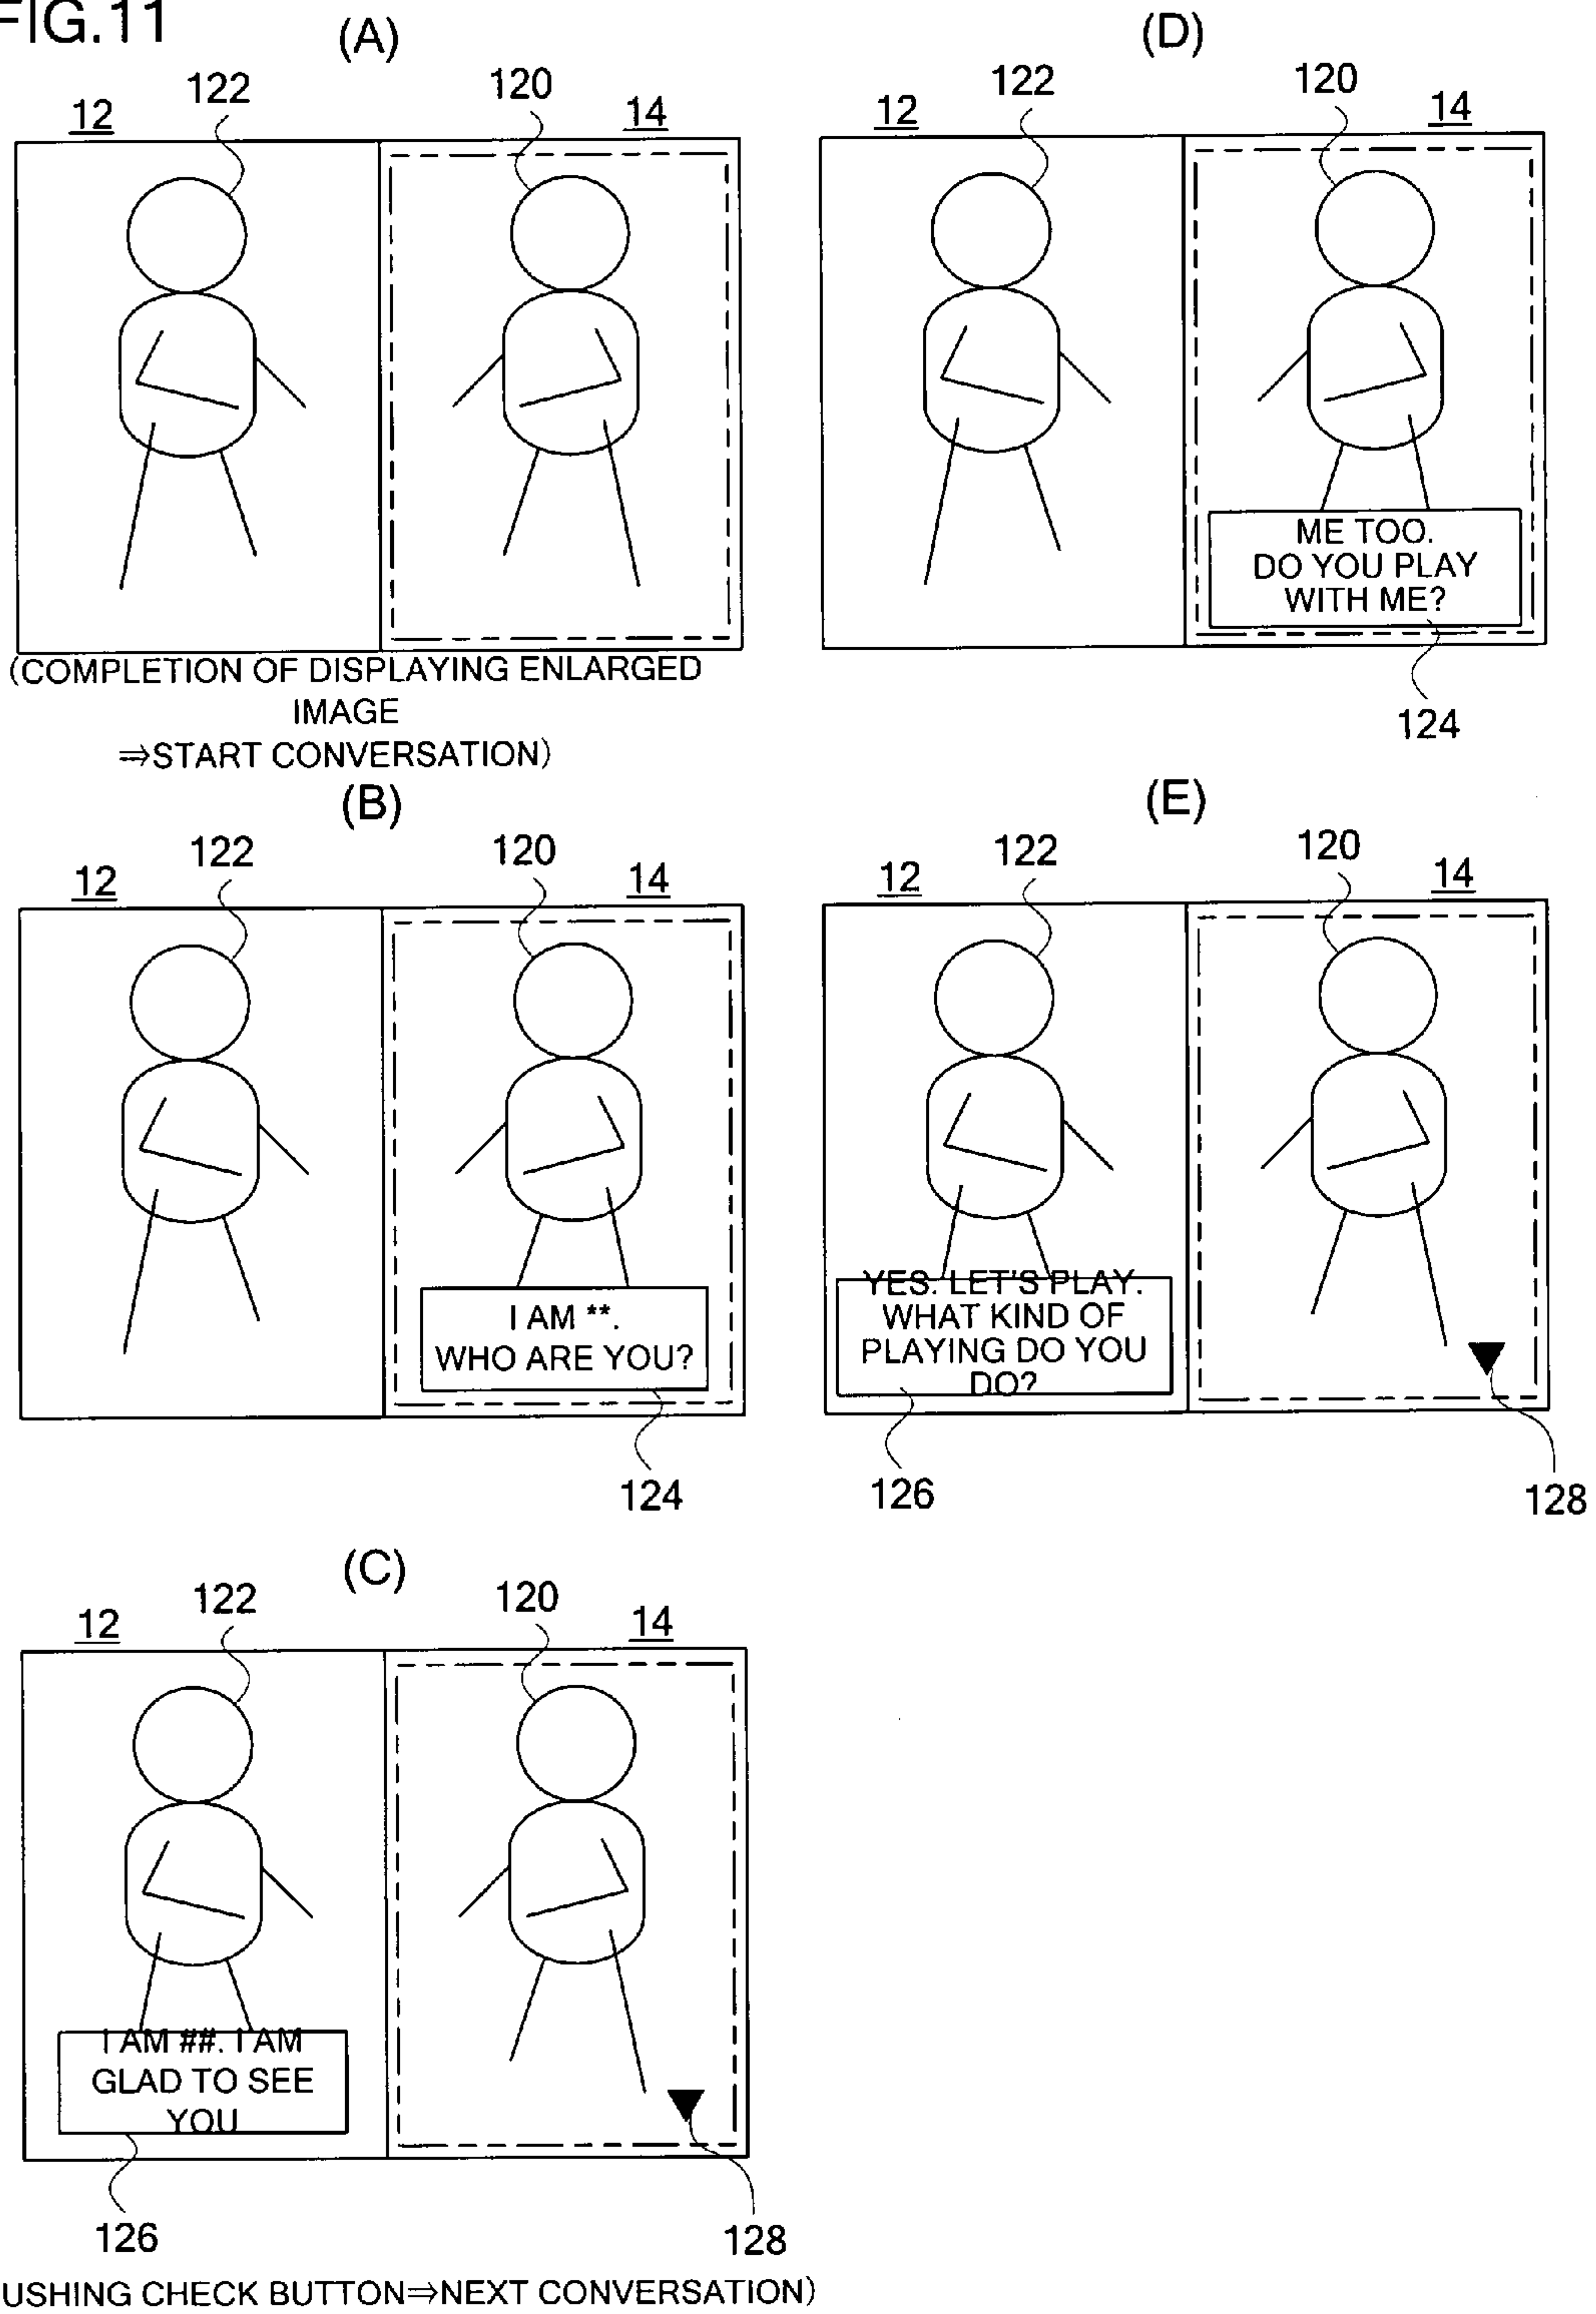 FIG.11
(A)
12
122
120
14
(COMPLETION OF DISPLAYING ENLARGED
IMAGE
⇒START CONVERSATION)
(B)
12
122
120
14
I AM **.
WHO ARE YOU?
124
(C)
12
122
120
14
I AM ##. I AM
GLAD TO SEE
YOU
126
128
USHING CHECK BUTTON⇒NEXT CONVERSATION)
(D)
12
122
120
14
ME TOO.
DO YOU PLAY
WITH ME?
124
(E)
12
122
120
14
YES. LET'S PLAY.
WHAT KIND OF
PLAYING DO YOU
DO?
126
128